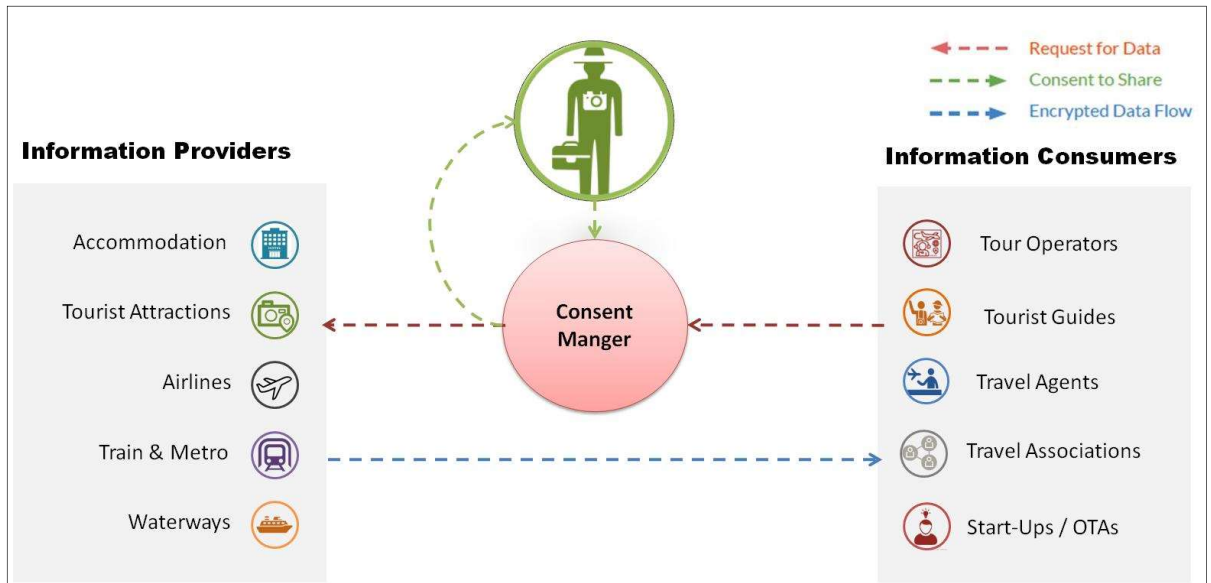 Request for Data
Consent to Share
Encrypted Data Flow
Information Providers
Information Consumers
Accommodation
Tourist Attractions
Airlines
Train & Metro
Waterways
Consent
Manger
Tour Operators
Tourist Guides
Travel Agents
Travel Associations
Start-Ups / OTAs